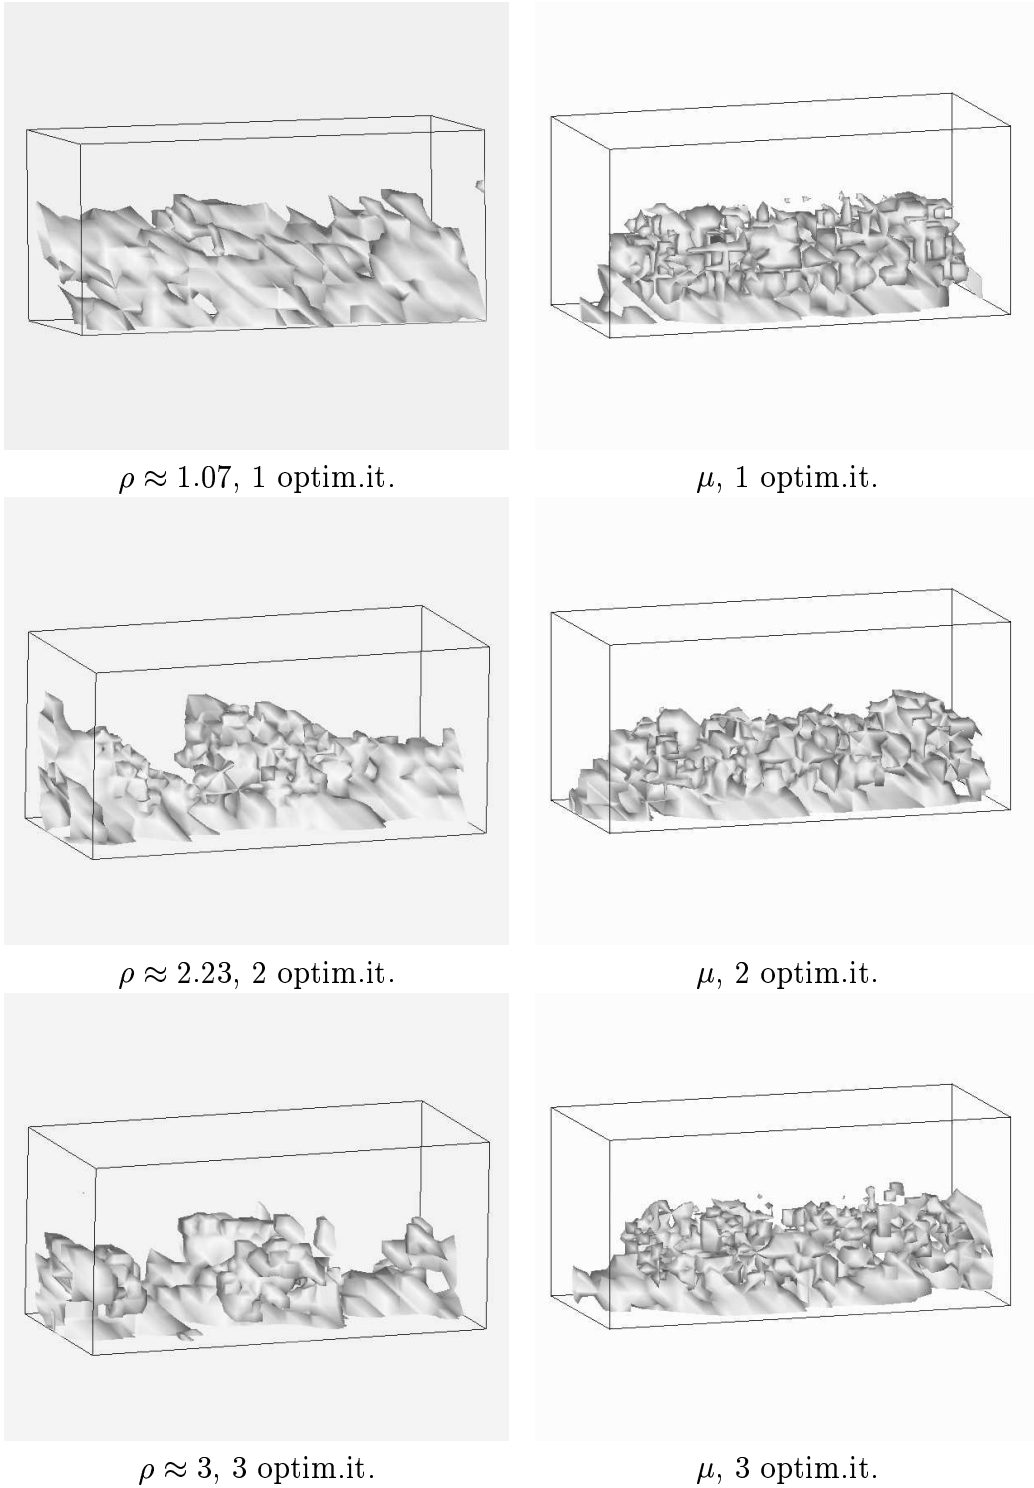 ρ ≈ 1.07, 1 optim.it.
μ, 1 optim.it.
ρ ≈ 2.23, 2 optim.it.
μ, 2 optim.it.
ρ ≈ 3, 3 optim.it.
μ, 3 optim.it.